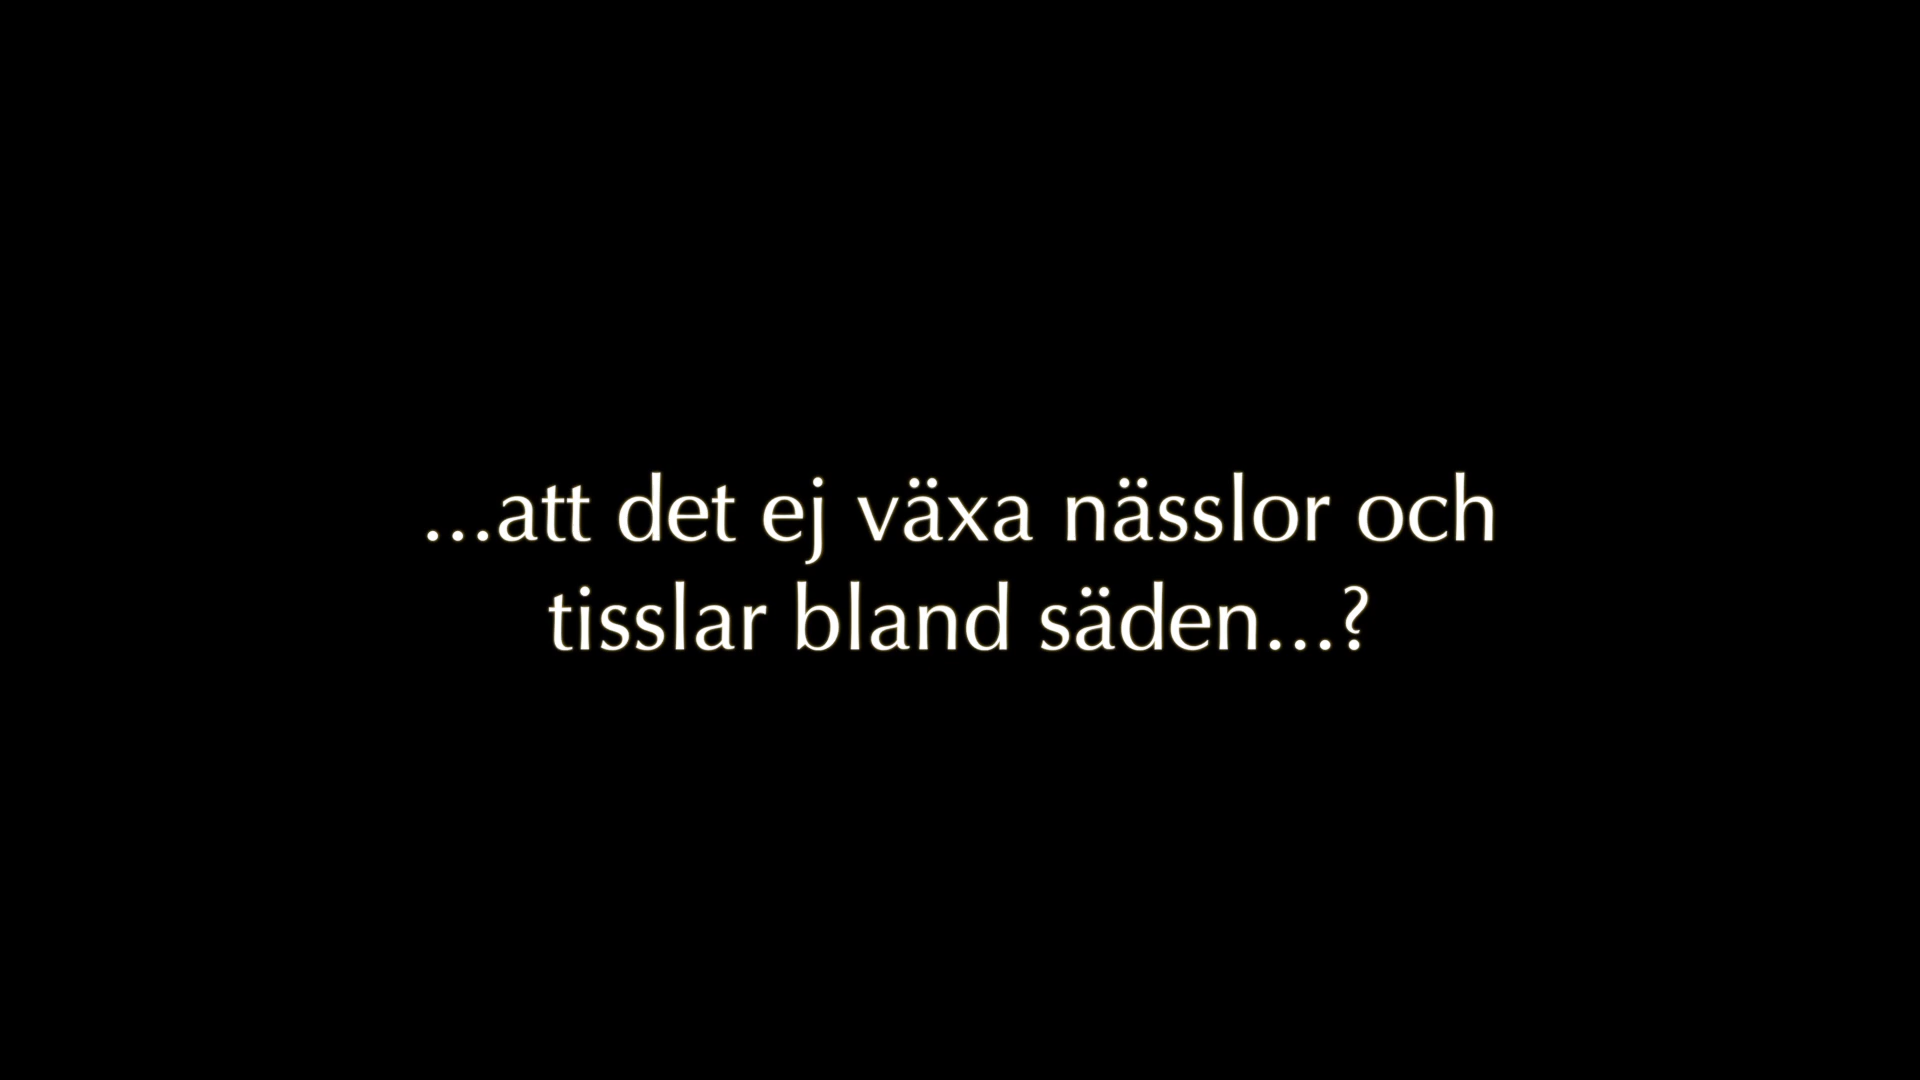 ...att det ej växa nässlor och
tisslar bland säden...?